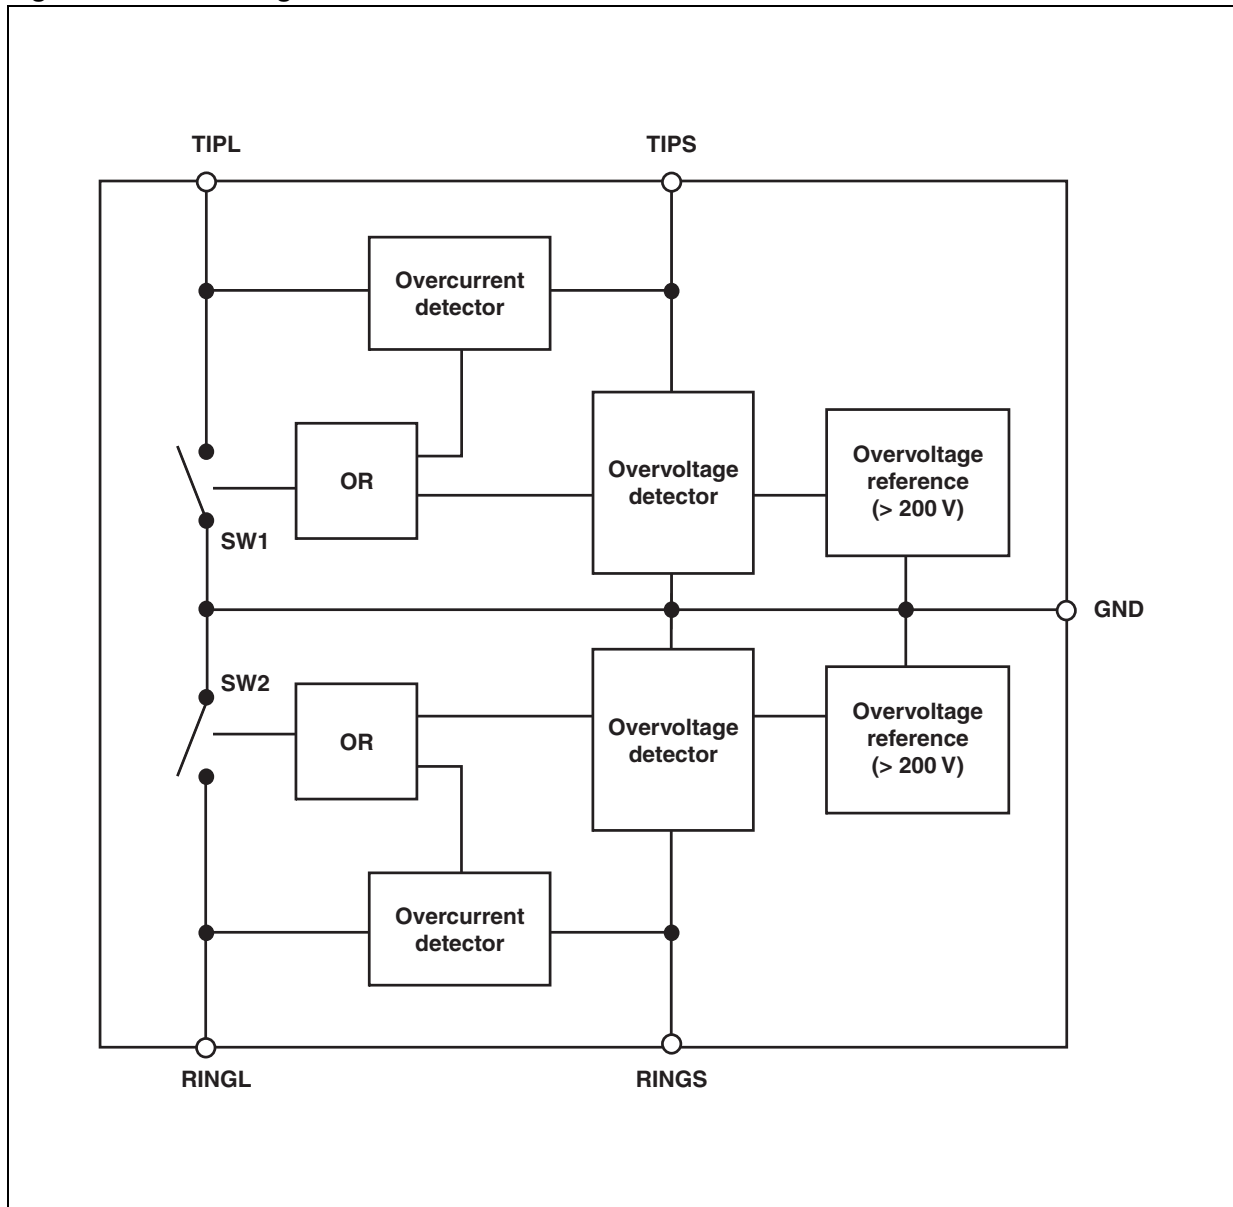 TIPL
TIPS
Overcurrent
detector
OR
Overvoltage
detector
Overvoltage
reference
(> 200 V)
SW1
GND
SW2
OR
Overvoltage
detector
Overvoltage
reference
(> 200 V)
Overcurrent
detector
RINGL
RINGS